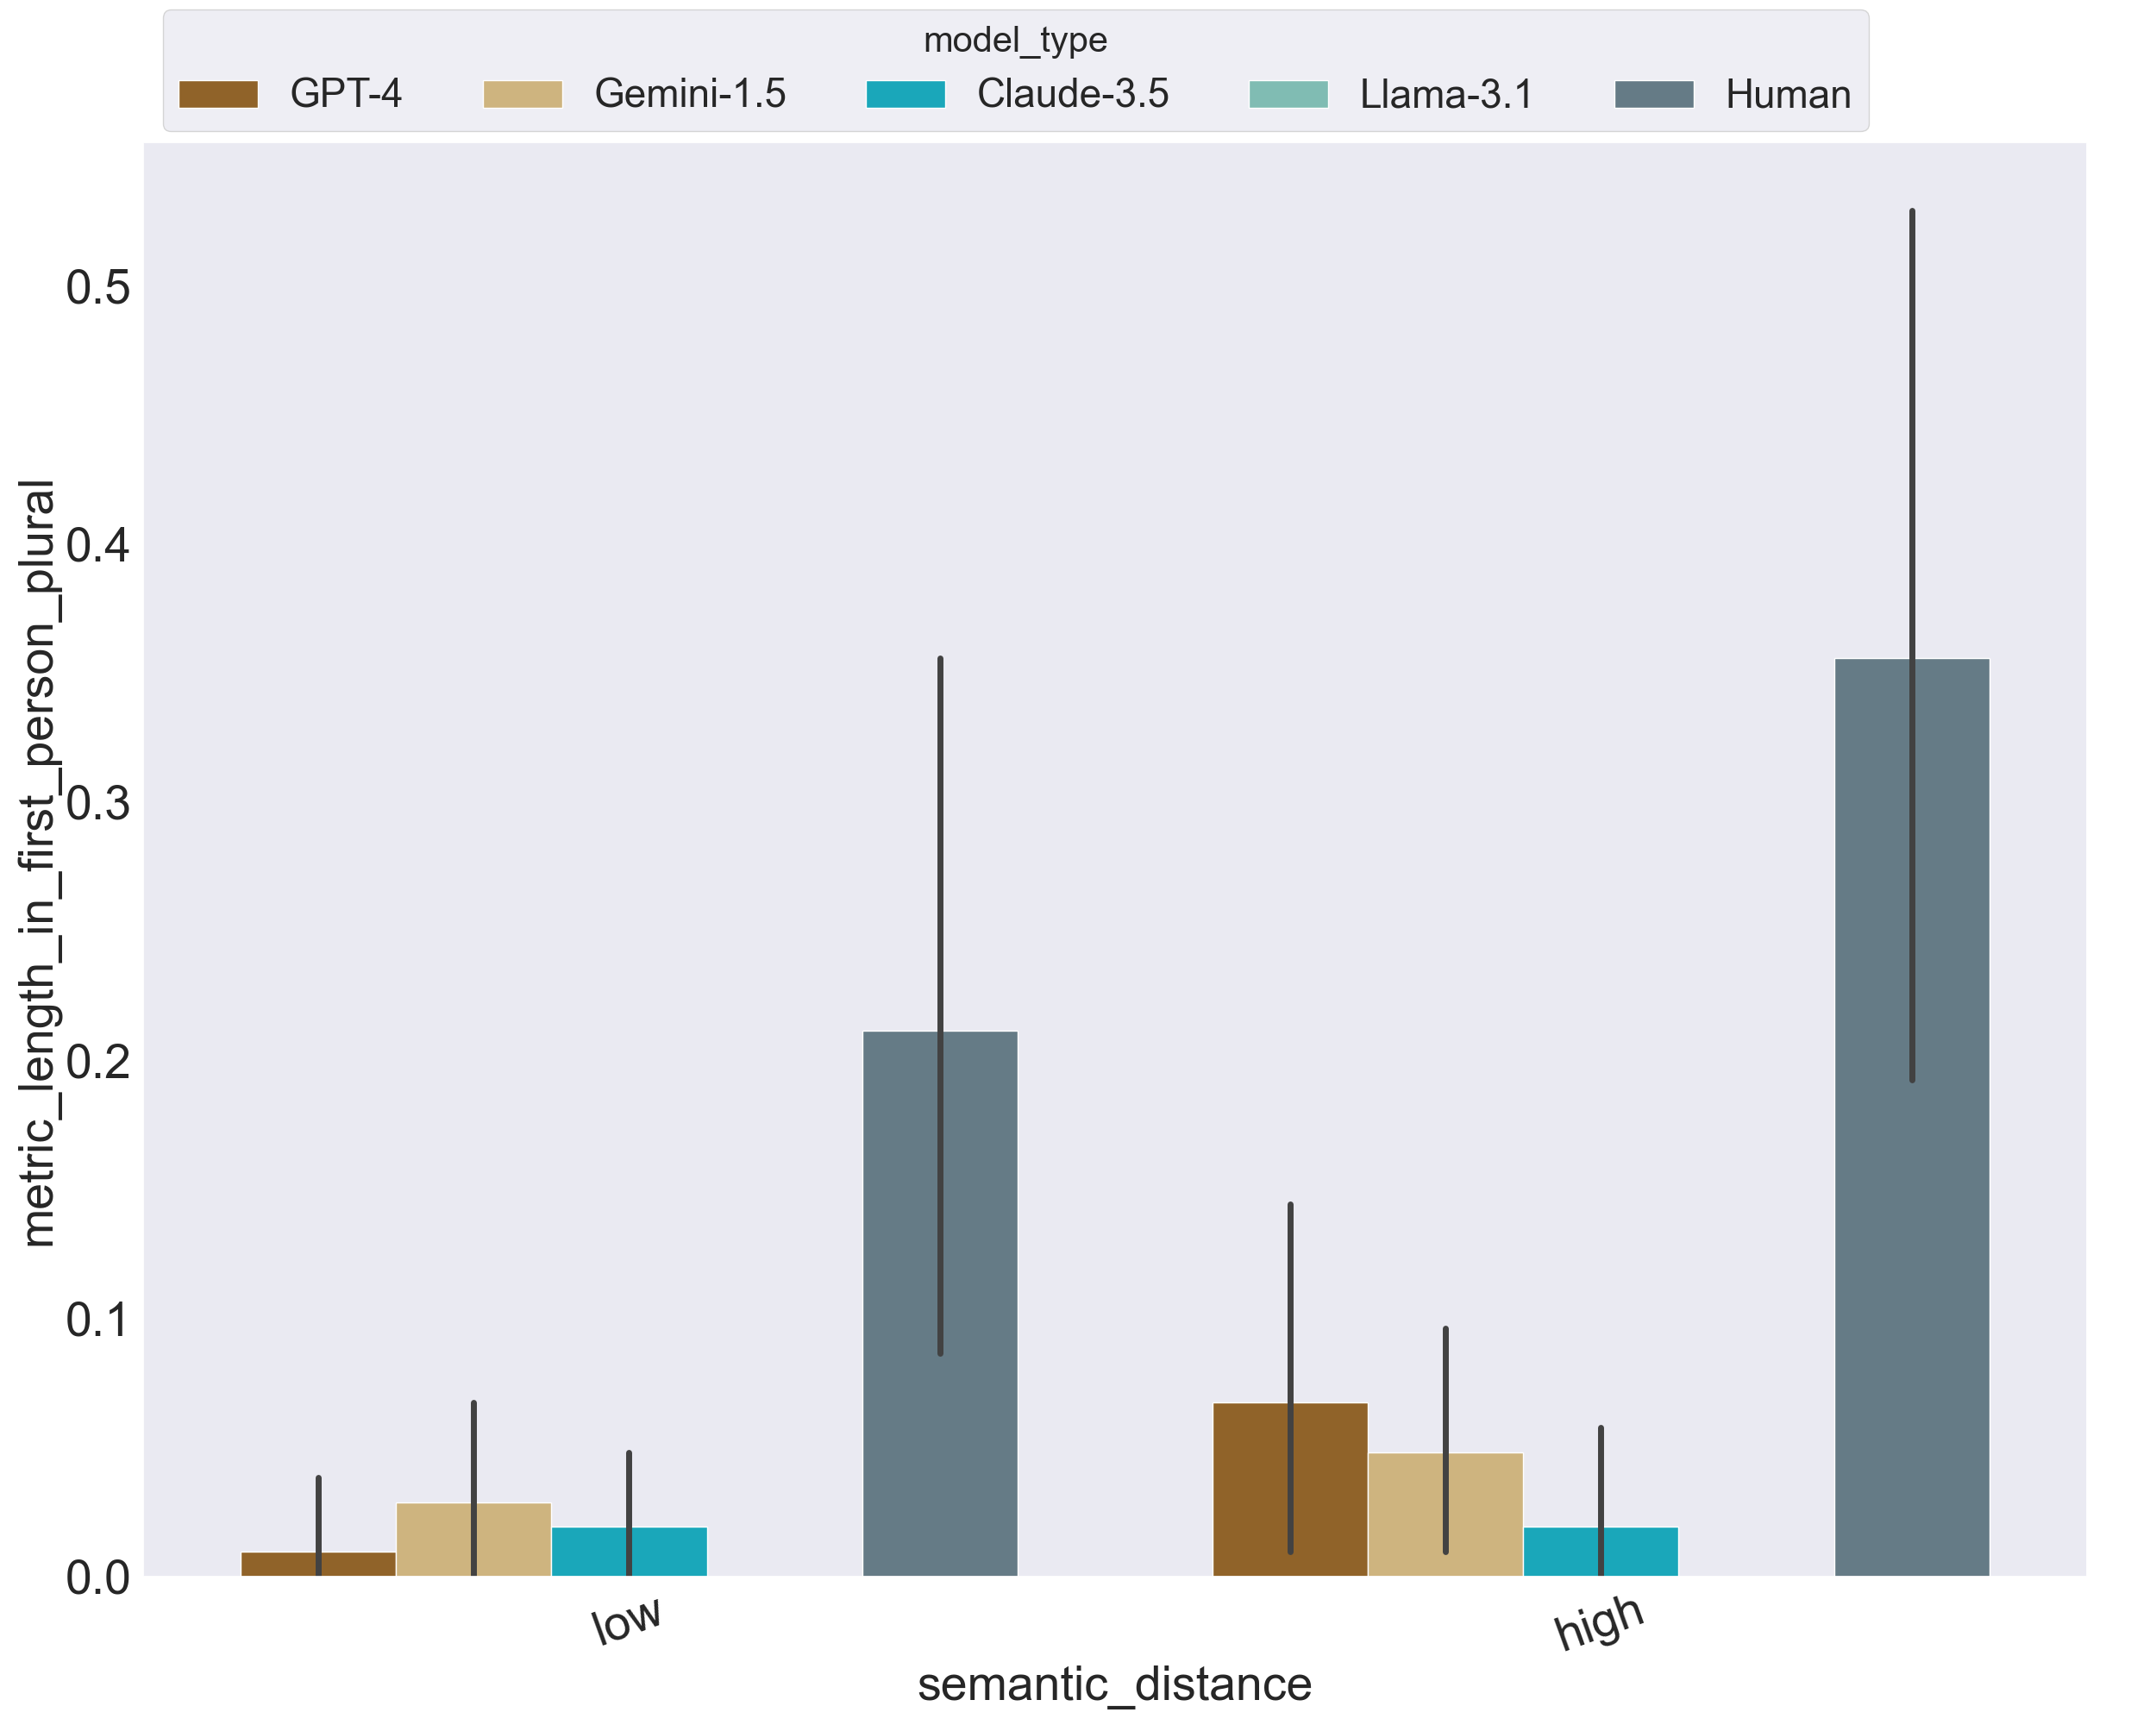 model_type
GPT-4 Gemini-1.5 Claude-3.5 Llama-3.1 Human
metric_length_in_first_person_plural
0.5
0.4
0.3
0.2
0.1
0.0
low high
semantic_distance